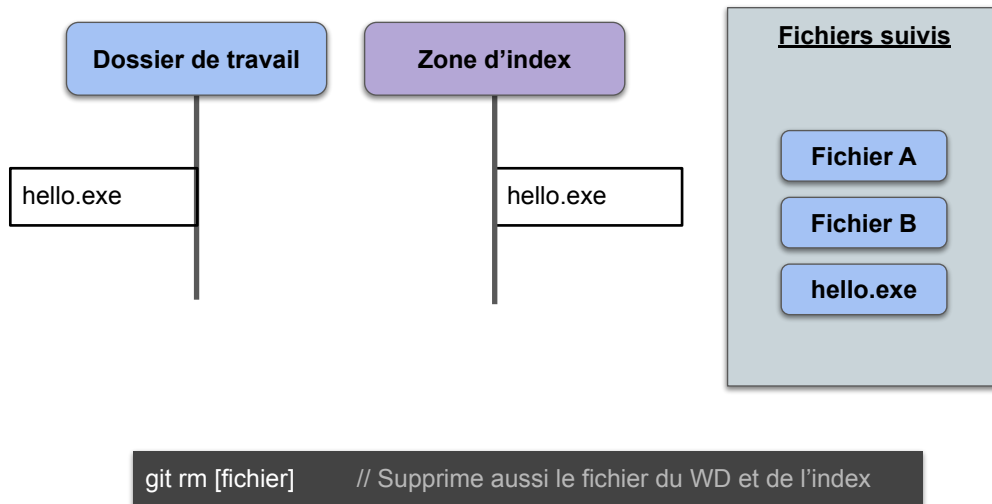 Dossier de travail
Zone d’index
Fichiers suivis
hello.exe
hello.exe
Fichier A
Fichier B
hello.exe
git rm [fichier] // Supprime aussi le fichier du WD et de l’index